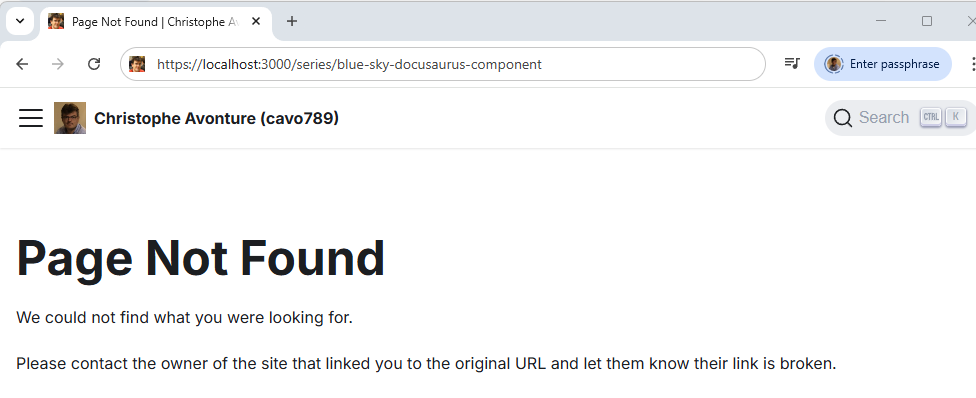 Page Not Found | Christophe Av
https://localhost:3000/series/blue-sky-docusaurus-component
Enter passphrase
Christophe Avonture (cavo789)
Search CTRL K
Page Not Found
We could not find what you were looking for.
Please contact the owner of the site that linked you to the original URL and let them know their link is broken.